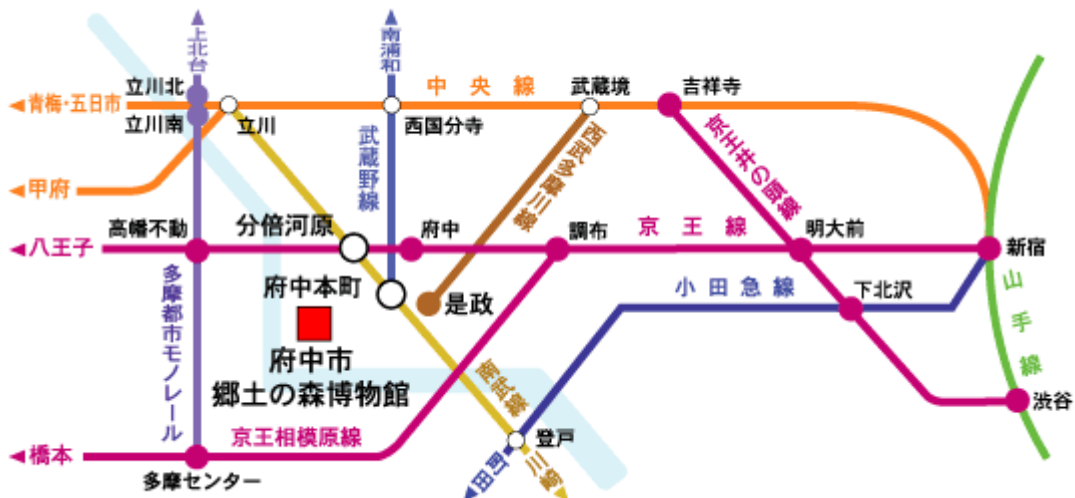 上北台
南浦和
立川北
中央線
武蔵境
吉祥寺
青梅・五日市
立川南
立川
西国分寺
武蔵野線
西武多摩川線
京王井の頭線
甲府
高幡不動
分倍河原
府中
調布
京王線
明大前
八王子
新宿
多摩都市モノレール
府中本町
是政
小田急線
下北沢
山手線
府中市
郷土の森博物館
南武線
渋谷
京王相模原線
登戸
橋本
町田
川崎
多摩センター